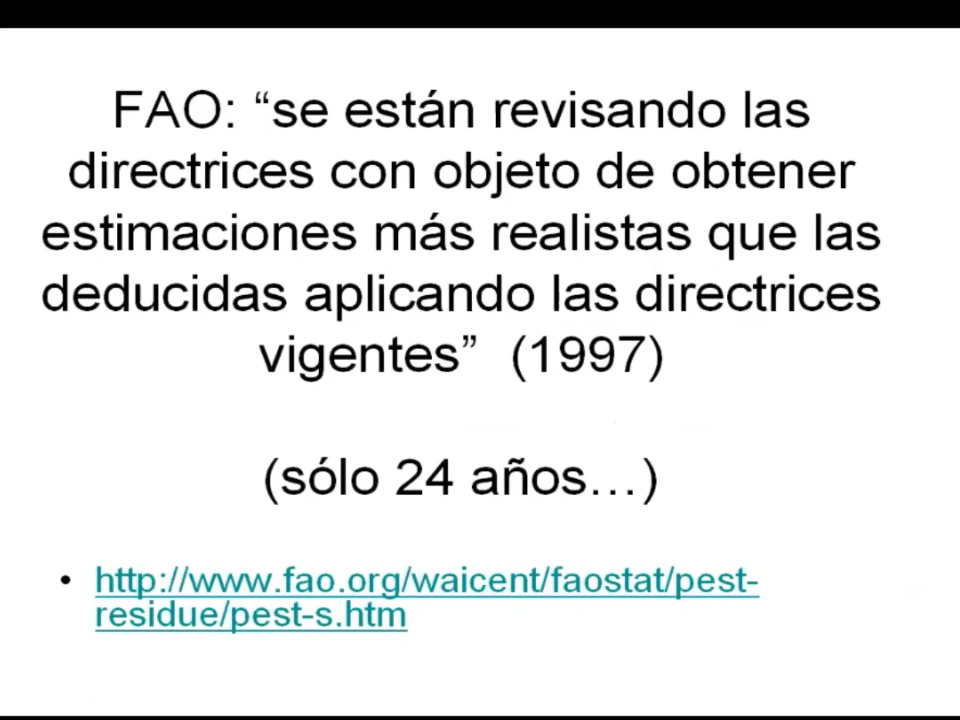 FAO: “se están revisando las
directrices con objeto de obtener
estimaciones más realistas que las
deducidas aplicando las directrices
vigentes” (1997)
(sólo 24 años...)
• http://www.fao.org/waicent/faostat/pest-
residue/pest-s.htm